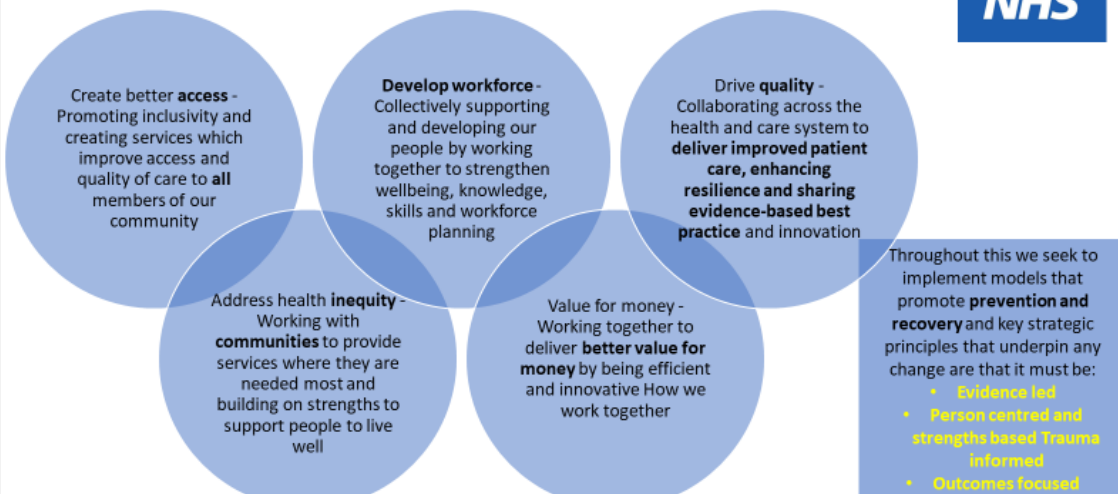 NHS
Create better access -
Promoting inclusivity and
creating services which
improve access and
quality of care to all
members of our
community
Develop workforce -
Collectively supporting
and developing our
people by working
together to strengthen
wellbeing, knowledge,
skills and workforce
planning
Drive quality -
Collaborating across the
health and care system to
deliver improved patient
care, enhancing
resilience and sharing
evidence-based best
practice and innovation
Address health inequity -
Working with
communities to provide
services where they are
needed most and
building on strengths to
support people to live
well
Value for money -
Working together to
deliver better value for
money by being efficient
and innovative How we
work together
Throughout this we seek to
implement models that
promote prevention and
recovery and key strategic
principles that underpin any
change are that it must be:
• Evidence led
• Person centred and
strengths based Trauma
informed
• Outcomes focused